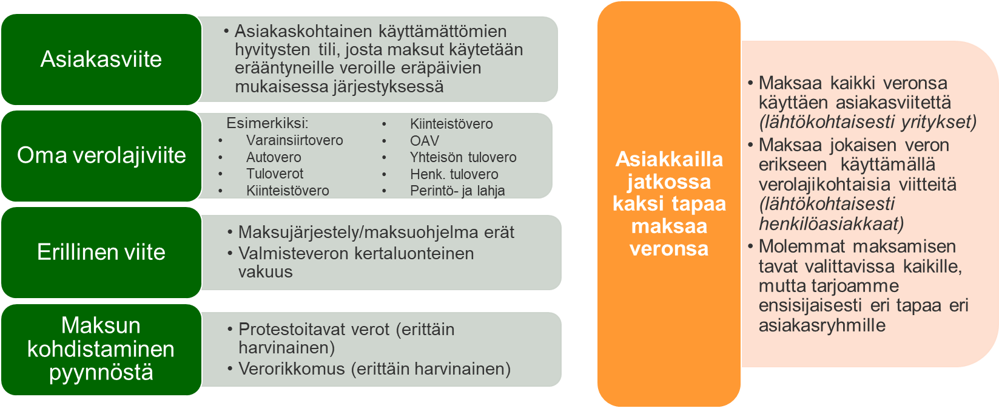 Asiakasviite
• Asiakaskohtainen käyttämättömien
hyvitysten tili, josta maksut käytetään
erääntyneille veroille eräpäivien
mukaisessa järjestyksessä
Oma verolajiviite
Esimerkiksi:
• Varainsiirtovero
• Autovero
• Tuloverot
• Kiinteistövero
• Kiinteistövero
• OAV
• Yhteisön tulovero
• Henk. tulovero
• Perintö- ja lahja
Erillinen viite
• Maksujärjestely/maksuohjelma erät
• Valmisteveron kertaluonteinen
vakuus
Maksun
kohdistaminen
pyynnöstä
• Protestoitavat verot (erittäin
harvinainen)
• Verorikkomus (erittäin harvinainen)
Asiakkailla
jatkossa
kaksi tapaa
maksaa
veronsa
• Maksaa kaikki veronsa
käyttäen asiakasviitettä
(lähtökohtaisesti yritykset)
• Maksaa jokaisen veron
erikseen käyttämällä
verolajikohtaisia viitteitä
(lähtökohtaisesti
henkilöasiakkaat)
• Molemmat maksamisen
tavat valittavissa kaikille,
mutta tarjoamme
ensisijaisesti eri tapaa eri
asiakasryhmille